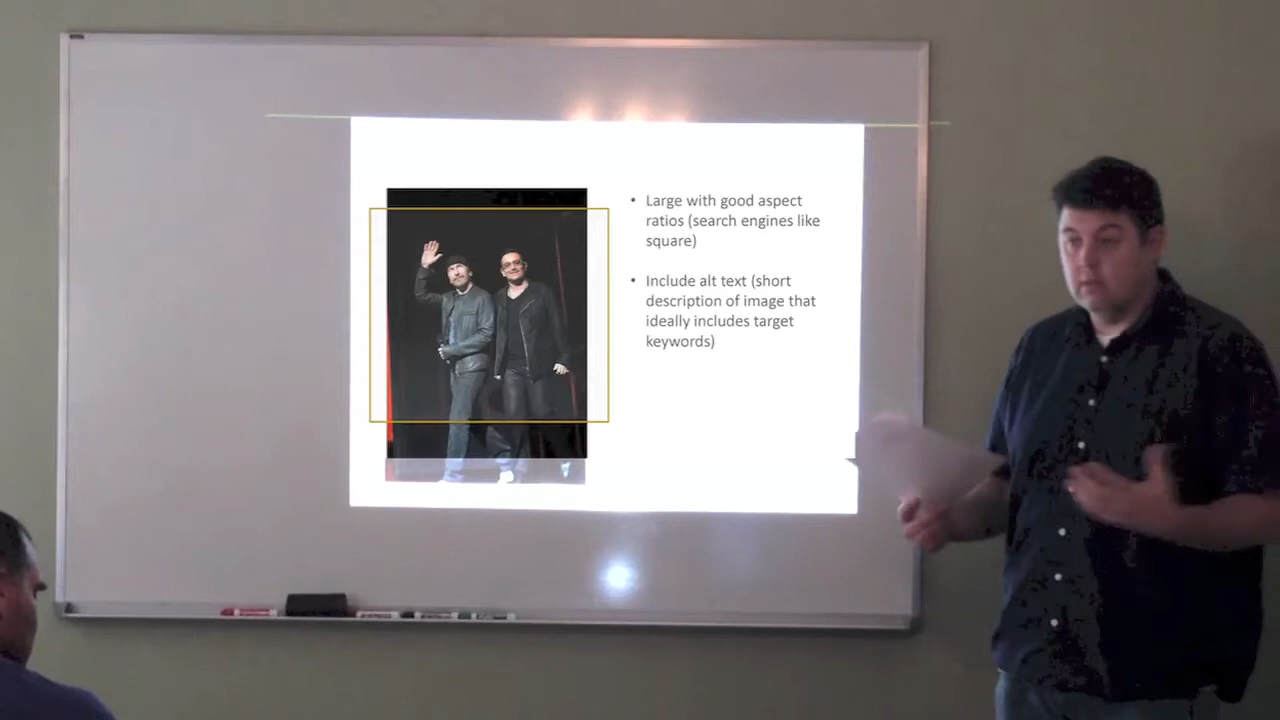 • Large with good aspect
ratios (search engines like
square)
• Include alt text (short
description of image that
ideally includes target
keywords)